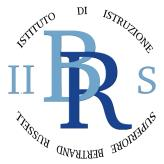 ISTITUTO DI ISTRUZIONE
II BR S
SUPERIORE BERTRAND RUSSELL